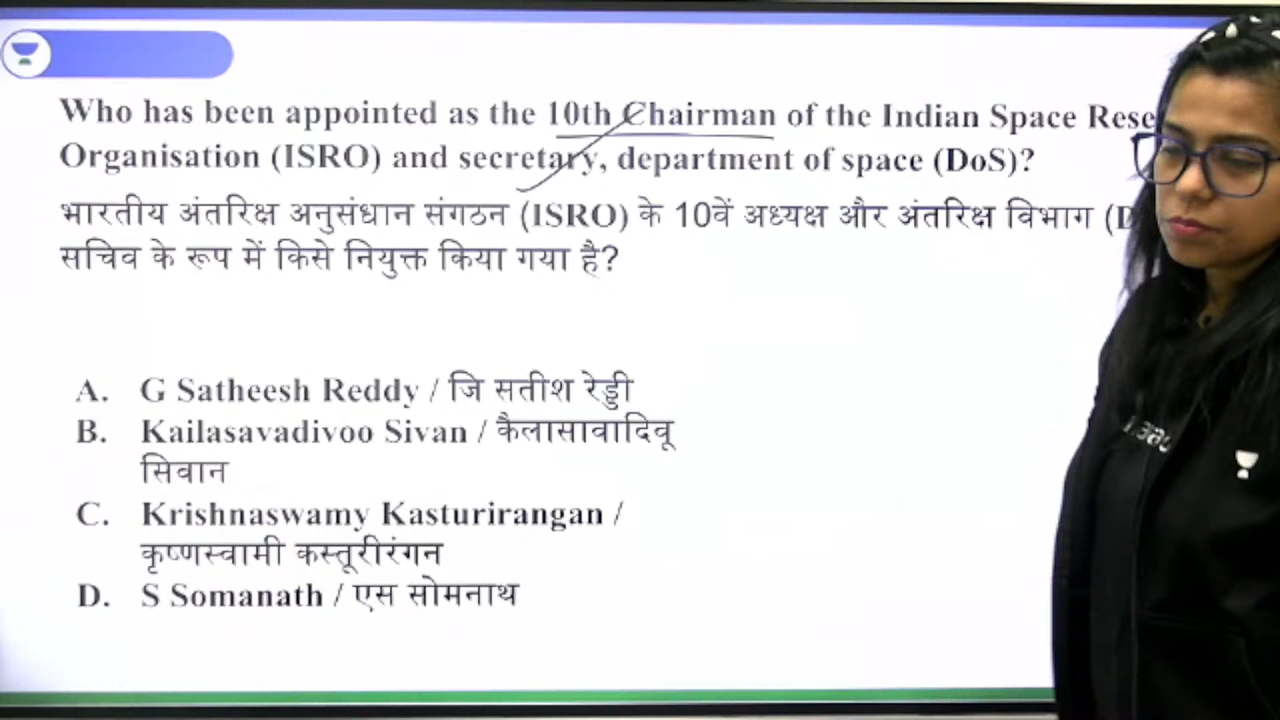 Who has been appointed as the 10th Chairman of the Indian Space Rese
Organisation (ISRO) and secretary, department of space (DoS)?
भारतीय अंतरिक्ष अनुसंधान संगठन (ISRO) के 10वें अध्यक्ष और अंतरिक्ष विभाग (D
सचिव के रूप में किसे नियुक्त किया गया है?
A. G Satheesh Reddy / जि सतीश रेड्डी
B. Kailasavadivoo Sivan / कैलासावादिवू
सिवान
C. Krishnaswamy Kasturirangan /
कृष्णस्वामी कस्तूरीरंगन
D. S Somanath / एस सोमनाथ